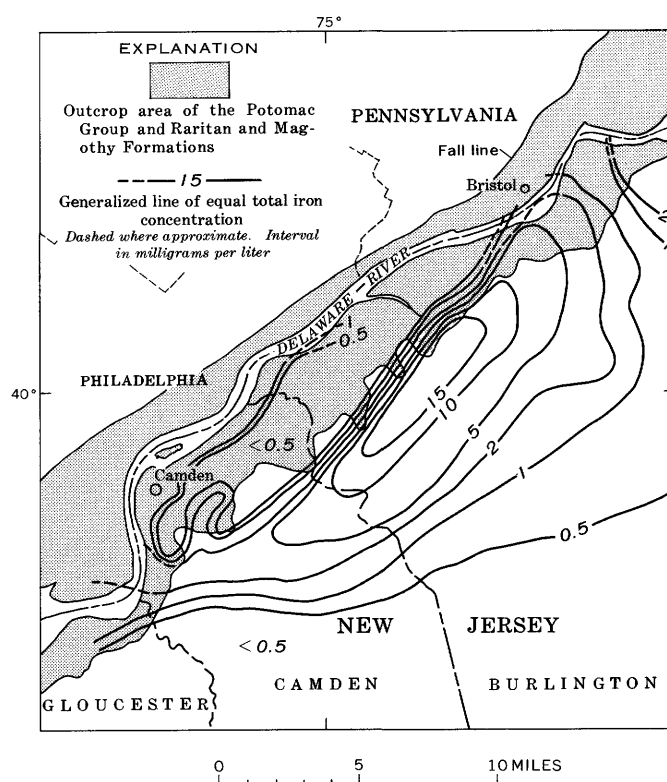 75°
EXPLANATION
Outcrop area of the Potomac
Group and Raritan and Mag-
othy Formations
15
Generalized line of equal total iron
concentration
Dashed where approximate. Interval
in milligrams per liter
PENNSYLVANIA
Fall line
Bristol
2
1
DELAWARE RIVER
1
0.5
40°
PHILADELPHIA
15
10
<0.5
5
2
Camden
1
0.5
NEW JERSEY
<0.5
GLOUCESTER
CAMDEN
BURLINGTON
0 5 10 MILES